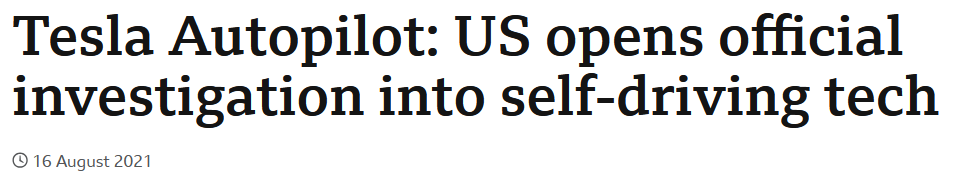 Tesla Autopilot: US opens official
investigation into self-driving tech
16 August 2021